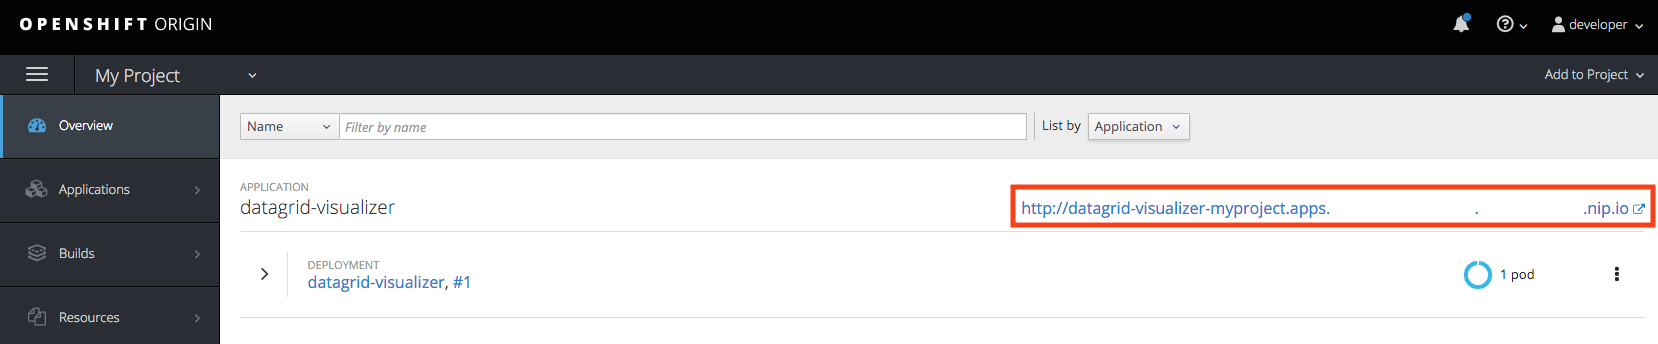 OPENSHIFT ORIGIN
developer
My Project
Add to Project
Overview
Name
Filter by name
List by
Application
Applications
APPLICATION
datagrid-visualizer
http://datagrid-visualizer-myproject.apps. . .nip.io
Builds
DEPLOYMENT
datagrid-visualizer, #1
1 pod
Resources